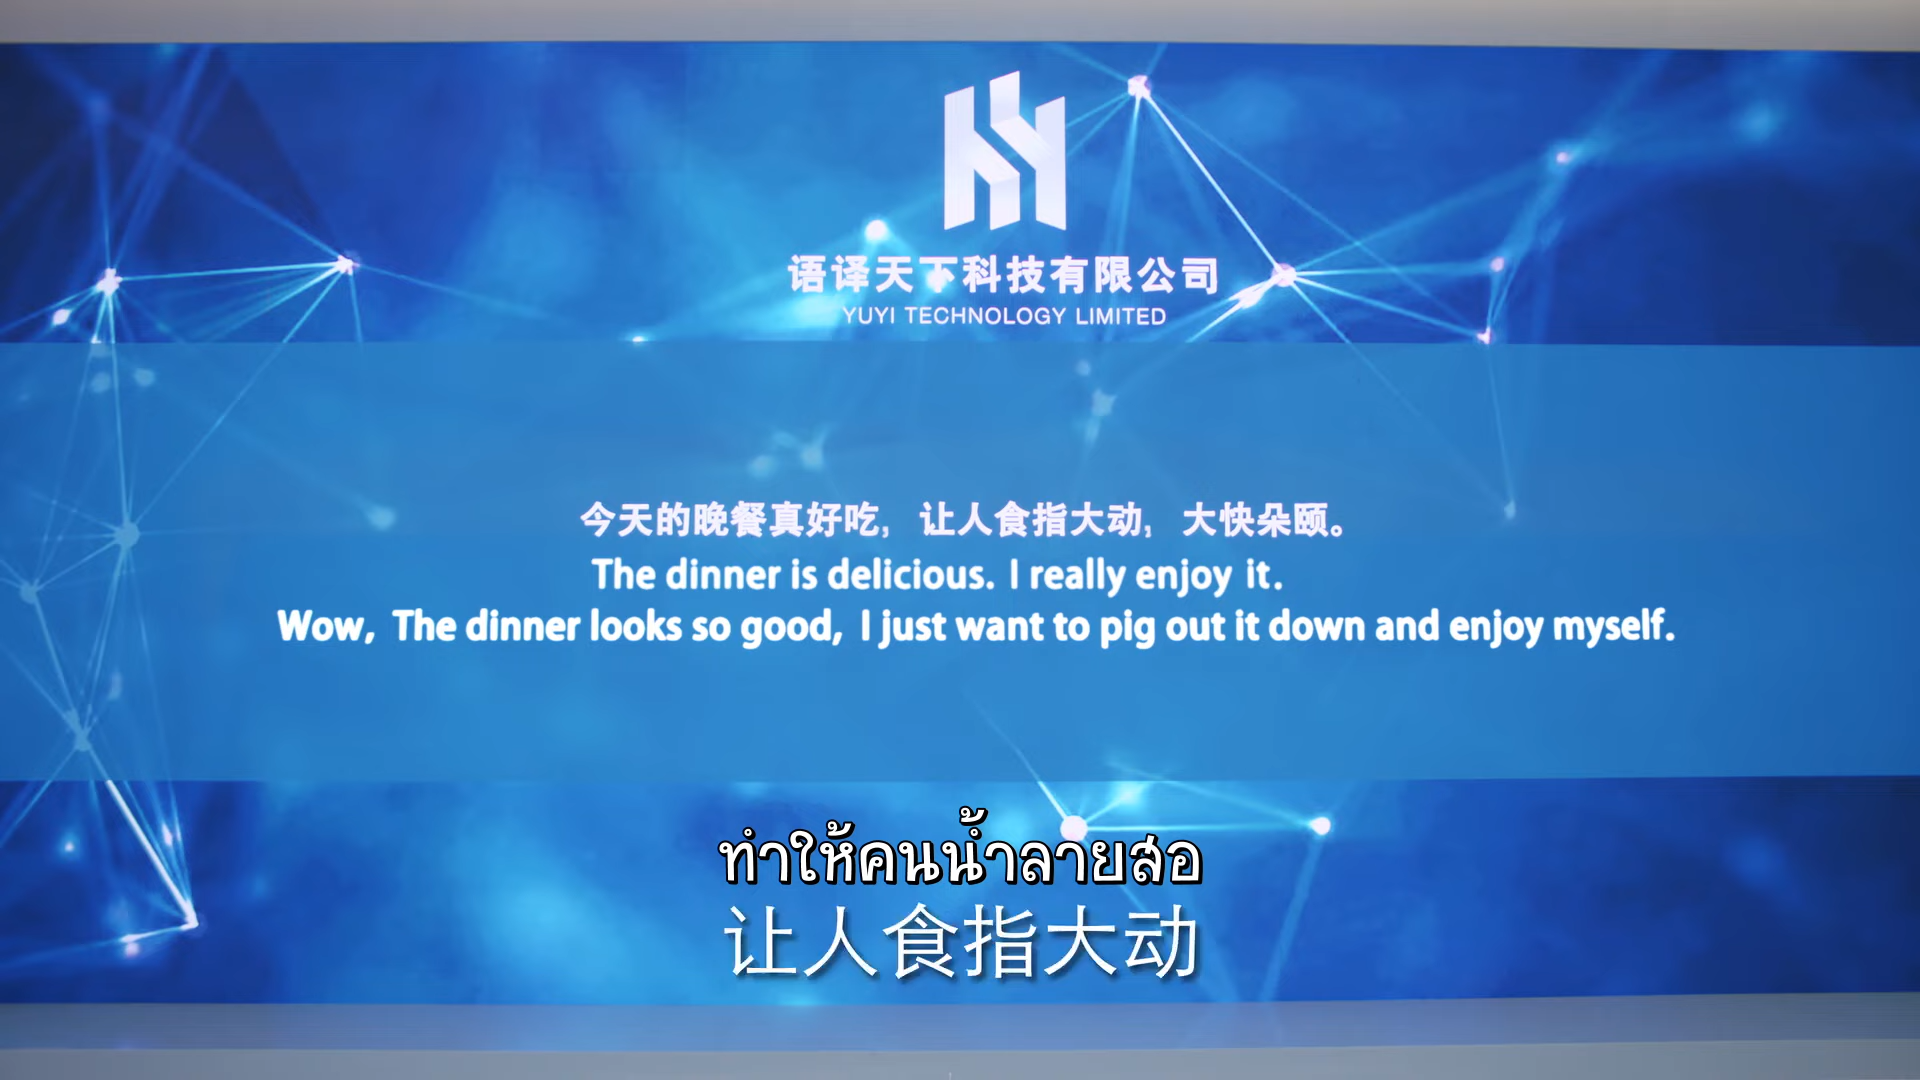 语译天下科技有限公司
YUYI TECHNOLOGY LIMITED
今天的晚餐真好吃，让人食指大动，大快朵颐。
The dinner is delicious. I really enjoy it.
Wow, The dinner looks so good, I just want to pig out it down and enjoy myself.
ทำให้คนน้ำลายสอ
让人食指大动